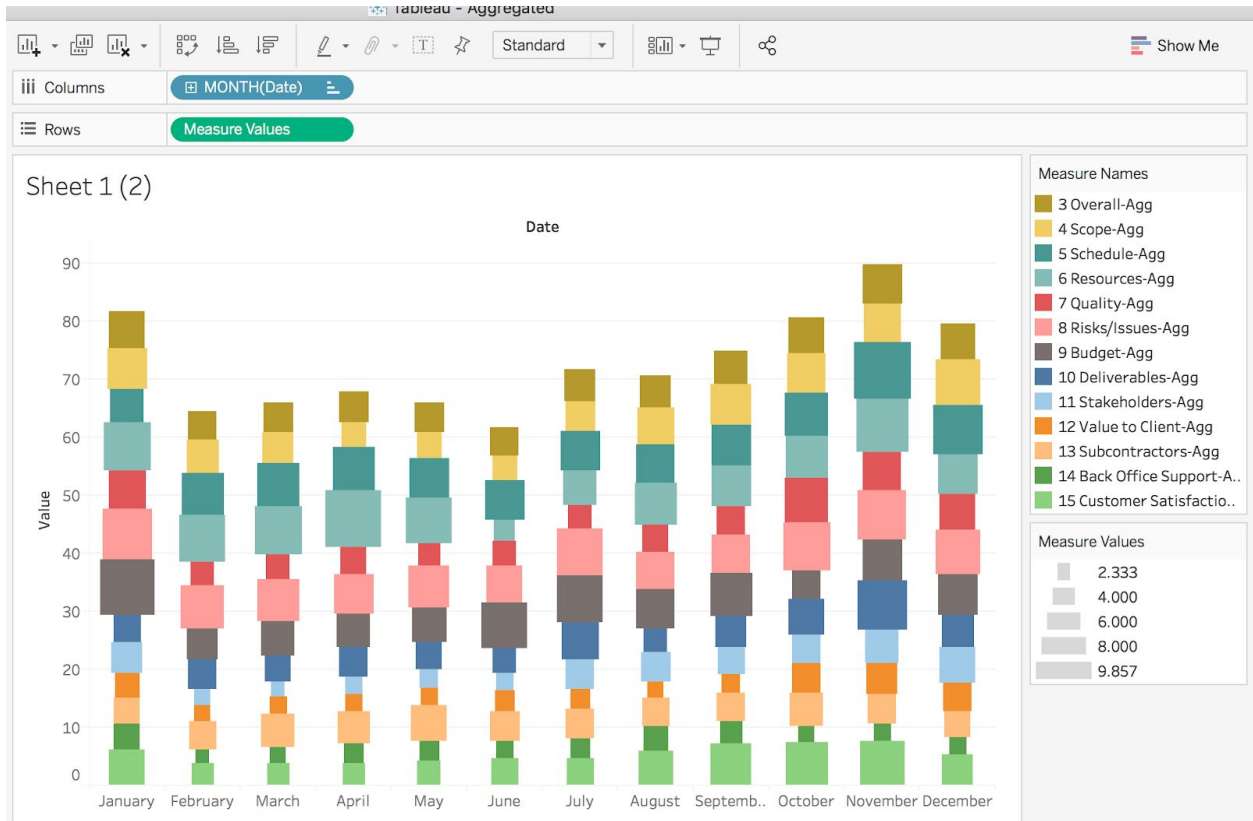 Tableau - Aggregated
Standard
Show Me
Columns
MONTH(Date)
Rows
Measure Values
Sheet 1 (2)
Date
Value
90
80
70
60
50
40
30
20
10
0
January February March April May June July August Septemb.. October November December
Measure Names
3 Overall-Agg
4 Scope-Agg
5 Schedule-Agg
6 Resources-Agg
7 Quality-Agg
8 Risks/Issues-Agg
9 Budget-Agg
10 Deliverables-Agg
11 Stakeholders-Agg
12 Value to Client-Agg
13 Subcontractors-Agg
14 Back Office Support-A..
15 Customer Satisfactio..
Measure Values
2.333
4.000
6.000
8.000
9.857